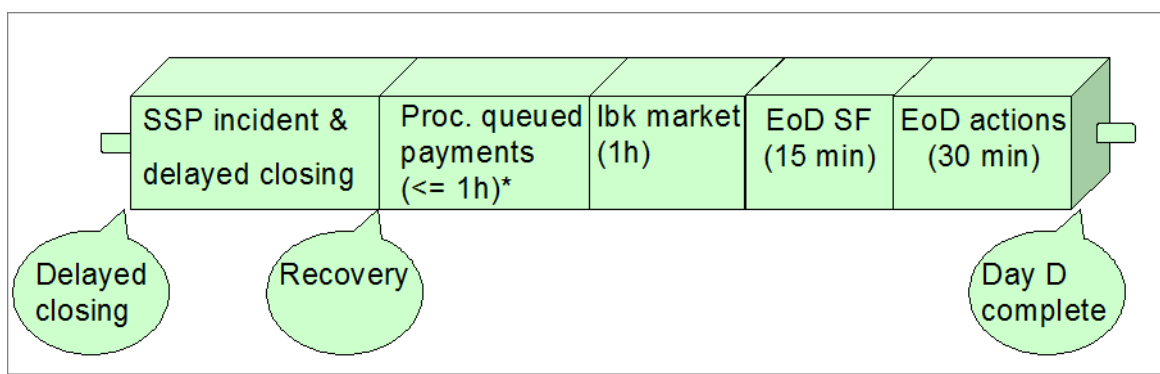 SSP incident &
delayed closing
Proc. queued
payments
(<= 1h)*
Ibk market
(1h)
EoD SF
(15 min)
EoD actions
(30 min)
Delayed
closing
Recovery
Day D
complete